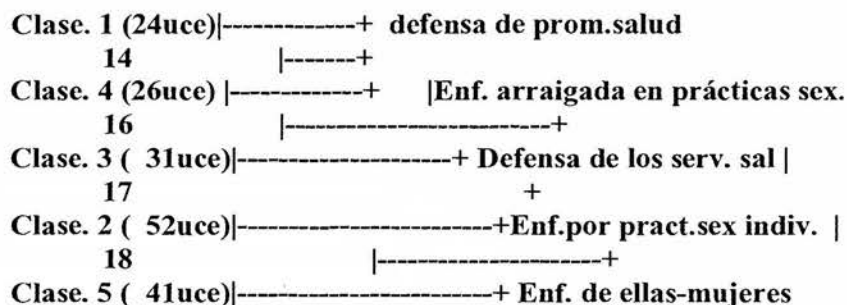 Clase. 1 (24uce)|-------------+ defensa de prom.salud
14 |-------+
Clase. 4 (26uce) |-------------+ |Enf. arraigada en prácticas sex.
16 |--------------------------+
Clase. 3 ( 31uce)|---------------------+ Defensa de los serv. sal |
17 +
Clase. 2 ( 52uce)|-------------------------+Enf.por pract.sex indiv. |
18 |----------------------+
Clase. 5 ( 41uce)|-------------------------+ Enf. de ellas-mujeres